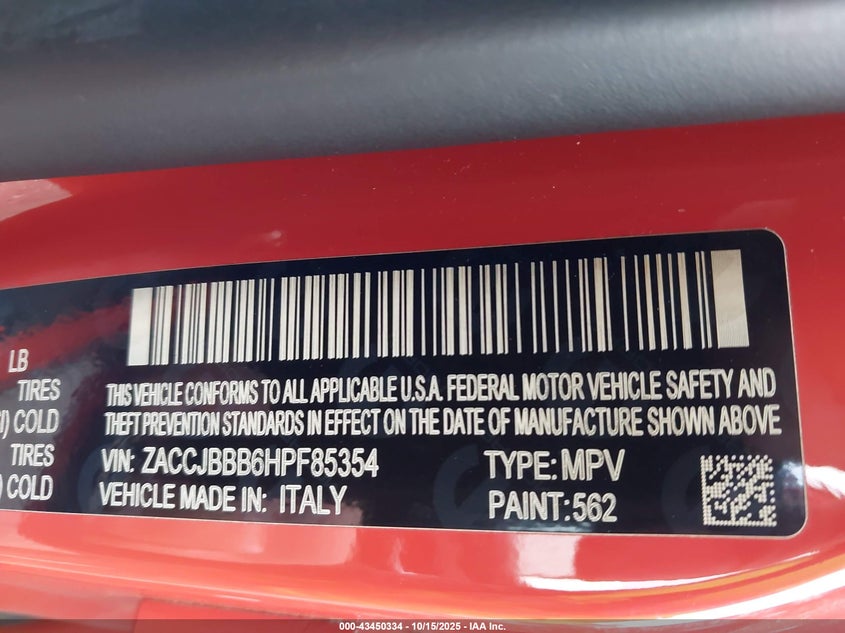 LB
TIRES
I) COLD
TIRES
) COLD
THIS VEHICLE CONFORMS TO ALL APPLICABLE U.S.A. FEDERAL MOTOR VEHICLE SAFETY AND
THEFT PREVENTION STANDARDS IN EFFECT ON THE DATE OF MANUFACTURE SHOWN ABOVE
VIN: ZACCJBBB6HPF85354 TYPE: MPV
VEHICLE MADE IN: ITALY PAINT: 562
000-43450334 - 10/15/2025 - IAA Inc.